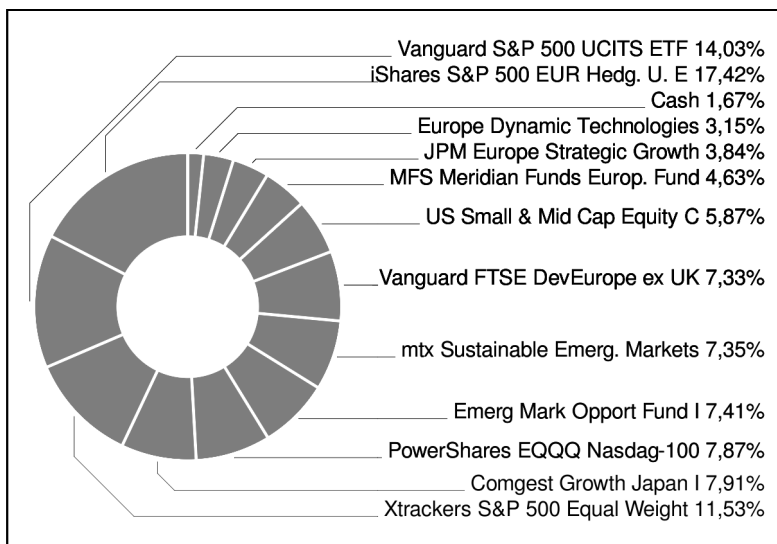 Vanguard S&P 500 UCITS ETF 14,03%
iShares S&P 500 EUR Hedg. U. E 17,42%
Cash 1,67%
Europe Dynamic Technologies 3,15%
JPM Europe Strategic Growth 3,84%
MFS Meridian Funds Europ. Fund 4,63%
US Small & Mid Cap Equity C 5,87%
Vanguard FTSE DevEurope ex UK 7,33%
mtx Sustainable Emerg. Markets 7,35%
Emerg Mark Opport Fund I 7,41%
PowerShares EQQQ Nasdag-100 7,87%
Comgest Growth Japan I 7,91%
Xtrackers S&P 500 Equal Weight 11,53%